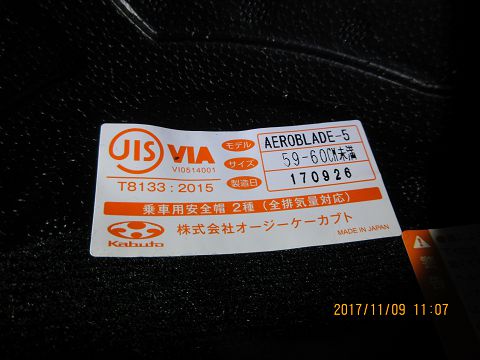 JIS VIA
VI0514001
T8133:2015
モデル AEROBLADE-5
サイズ 59-60CM未満
製造日 170926
乗車用安全帽 2種(全排気量対応)
Kabuto 株式会社オージーケーカブト
MADE IN JAPAN
2017/11/09 11:07